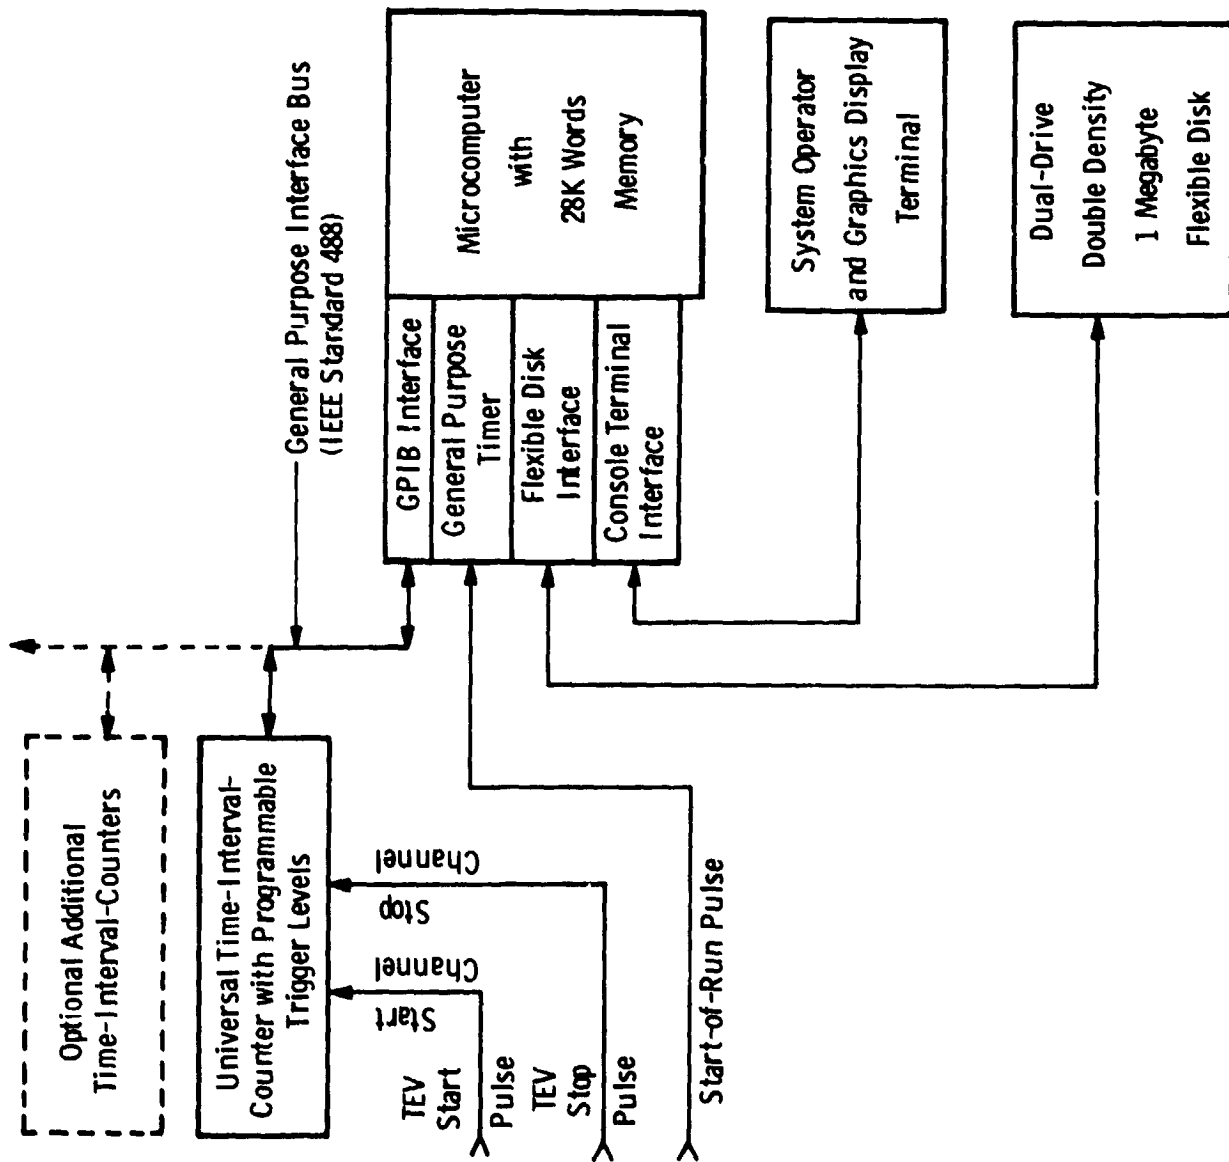 Optional Additional
Time-Interval-Counters
Universal Time-Interval-
Counter with Programmable
Trigger Levels
General Purpose Interface Bus
(IEEE Standard 488)
Start
Channel
Stop
Channel
TEV
Start
Pulse
TEV
Stop
Pulse
Start-of-Run Pulse
GPIB Interface
General Purpose
Timer
Flexible Disk
Interface
Console Terminal
Interface
Microcomputer
with
28K Words
Memory
System Operator
and Graphics Display
Terminal
Dual-Drive
Double Density
1 Megabyte
Flexible Disk